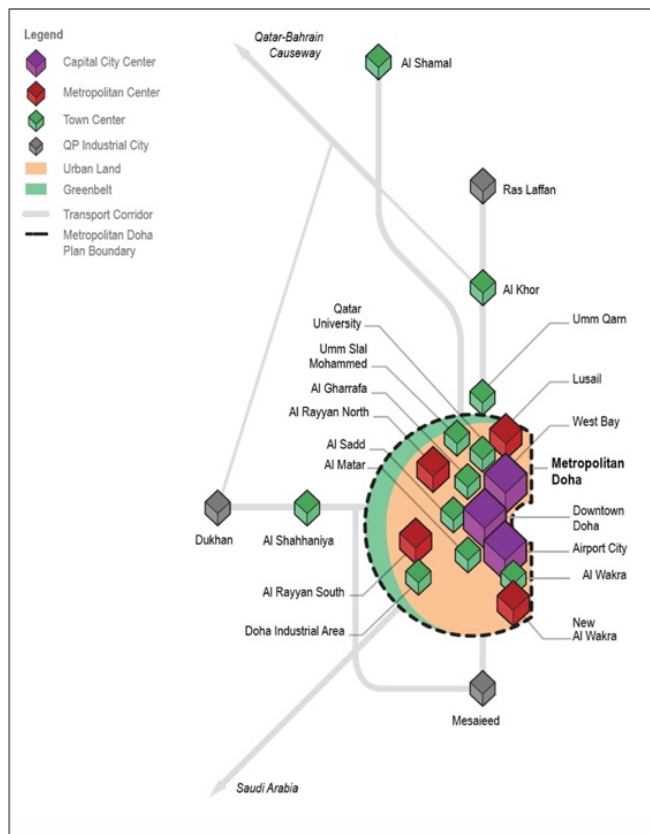 Legend
Capital City Center
Metropolitan Center
Town Center
QP Industrial City
Urban Land
Greenbelt
Transport Corridor
Metropolitan Doha
Plan Boundary
Qatar-Bahrain
Causeway
Al Shamal
Ras Laffan
Al Khor
Qatar
University
Umm Slal
Mohammed
Al Gharrafa
Al Rayyan North
Al Sadd
Al Matar
Umm Qarn
Lusail
West Bay
Metropolitan
Doha
Downtown
Doha
Airport City
Al Wakra
New
Al Wakra
Dukhan
Al Shahhaniya
Al Rayyan South
Doha Industrial Area
Mesaieed
Saudi Arabia